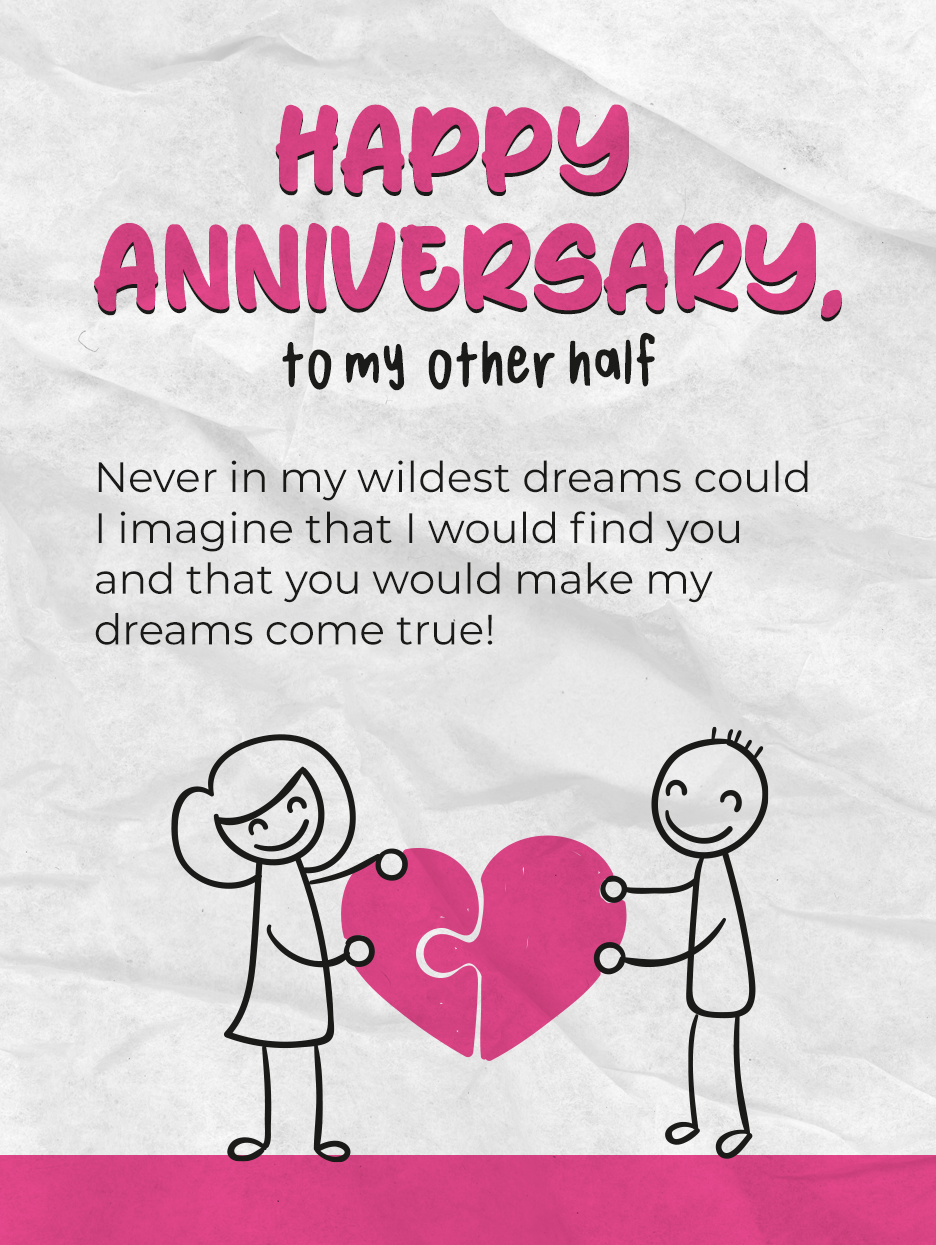 HAPPY
ANNIVERSARY,
to my other half
Never in my wildest dreams could
I imagine that I would find you
and that you would make my
dreams come true!